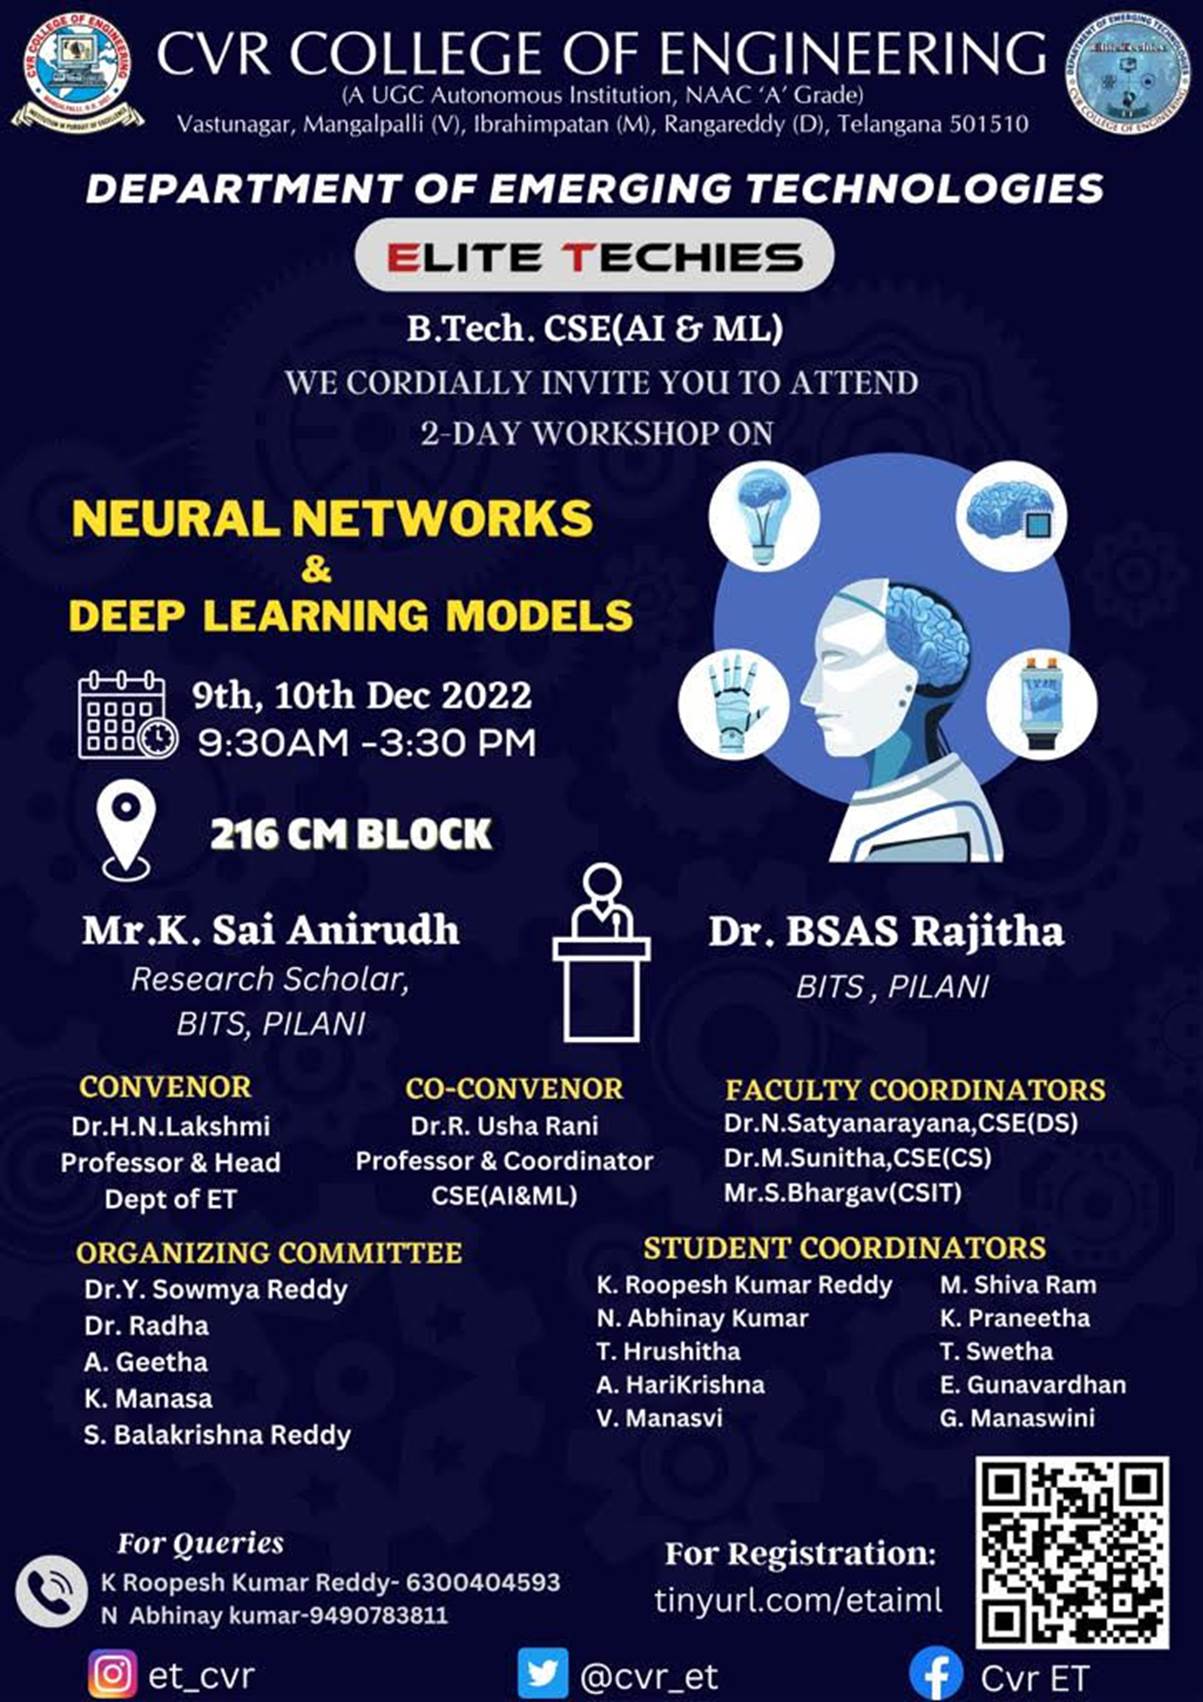 CVR COLLEGE OF ENGINEERING
(A UGC Autonomous Institution, NAAC ‘A’ Grade)
Vastunagar, Mangalpalli (V), Ibrahimpatan (M), Rangareddy (D), Telangana 501510
DEPARTMENT OF EMERGING TECHNOLOGIES
ELITE TECHIES
B.Tech. CSE(AI & ML)
WE CORDIALLY INVITE YOU TO ATTEND
2-DAY WORKSHOP ON
NEURAL NETWORKS
&
DEEP LEARNING MODELS
9th, 10th Dec 2022
9:30AM -3:30 PM
216 CM BLOCK
Mr.K. Sai Anirudh
Research Scholar,
BITS, PILANI
Dr. BSAS Rajitha
BITS , PILANI
CONVENOR
Dr.H.N.Lakshmi
Professor & Head
Dept of ET
CO-CONVENOR
Dr.R. Usha Rani
Professor & Coordinator
CSE(AI&ML)
FACULTY COORDINATORS
Dr.N.Satyanarayana,CSE(DS)
Dr.M.Sunitha,CSE(CS)
Mr.S.Bhargav(CSIT)
ORGANIZING COMMITTEE
Dr.Y. Sowmya Reddy
Dr. Radha
A. Geetha
K. Manasa
S. Balakrishna Reddy
STUDENT COORDINATORS
K. Roopesh Kumar Reddy
N. Abhinay Kumar
T. Hrushitha
A. HariKrishna
V. Manasvi
M. Shiva Ram
K. Praneetha
T. Swetha
E. Gunavardhan
G. Manaswini
For Queries
K Roopesh Kumar Reddy- 6300404593
N Abhinay kumar-9490783811
For Registration:
tinyurl.com/etaiml
et_cvr
@cvr_et
Cvr ET